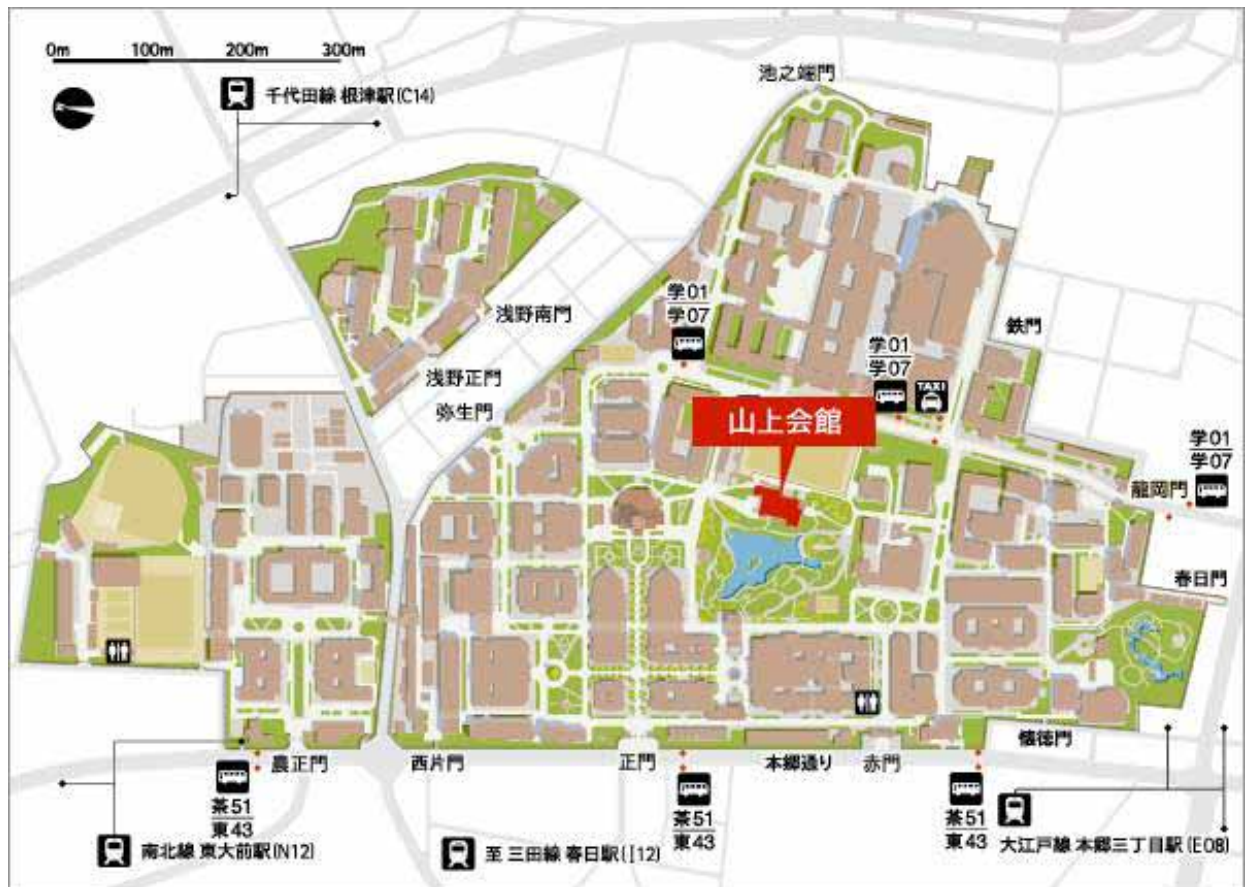 0m 100m 200m 300m
千代田線 根津駅(C14)
池之端門
浅野南門
浅野正門
弥生門
学01
学07
学01
学07
TAXI
鉄門
山上会館
学01
学07
龍岡門
春日門
懐徳門
農正門
西片門
正門
本郷通り
赤門
茶51
東43
茶51
東43
茶51
東43
南北線 東大前駅(N12)
至 三田線 春日駅(I12)
大江戸線 本郷三丁目駅(E08)